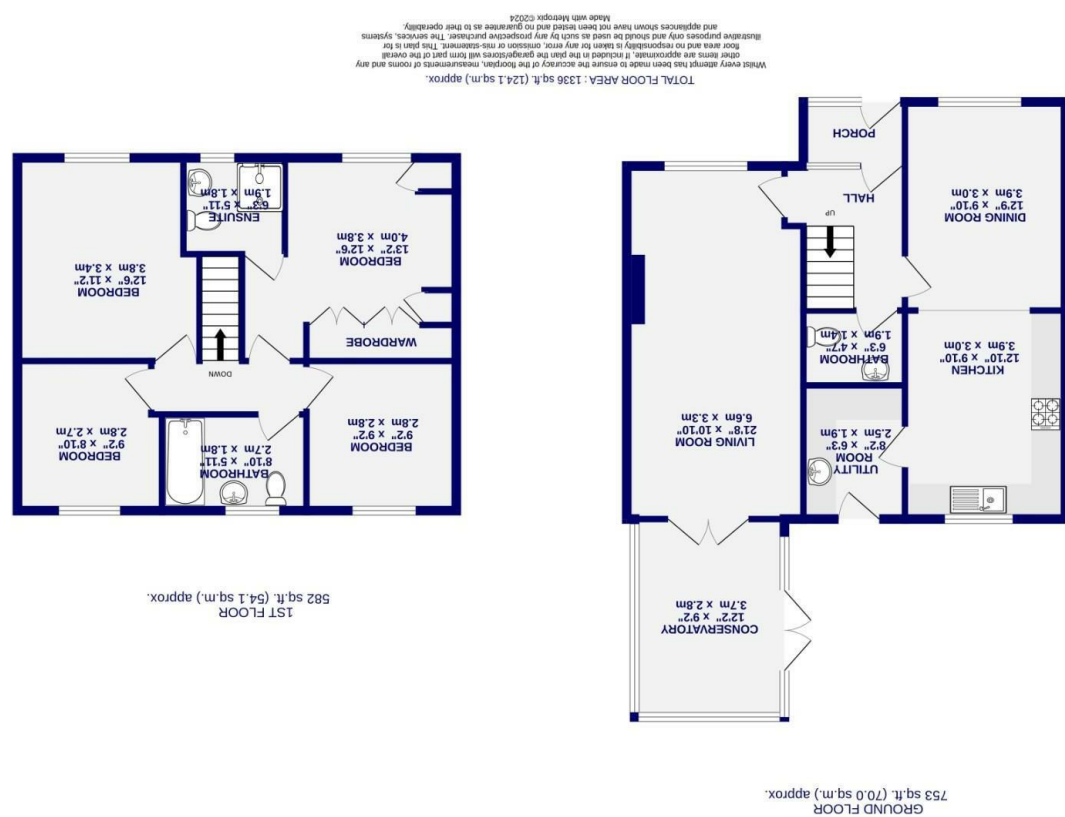 GROUND FLOOR
753 sq.ft. (70.0 sq.m.) approx.
CONSERVATORY
12'2" x 9'2"
3.7m x 2.8m
UTILITY
ROOM
8'2" x 6'3"
2.5m x 1.9m
LIVING ROOM
21'8" x 10'10"
6.6m x 3.3m
KITCHEN
12'10" x 9'10"
3.9m x 3.0m
BATHROOM
6'3" x 4'7"
1.9m x 1.4m
UP
DINING ROOM
12'9" x 9'10"
3.9m x 3.0m
HALL
PORCH
1ST FLOOR
582 sq.ft. (54.1 sq.m.) approx.
BEDROOM
9'2" x 9'2"
2.8m x 2.8m
BATHROOM
8'10" x 5'11"
2.7m x 1.8m
BEDROOM
9'2" x 8'10"
2.8m x 2.7m
DOWN
WARDROBE
BEDROOM
13'2" x 12'6"
4.0m x 3.8m
BEDROOM
12'6" x 11'2"
3.8m x 3.4m
ENSUITE
6'3" x 5'11"
1.9m x 1.8m
TOTAL FLOOR AREA : 1336 sq.ft. (124.1 sq.m.) approx.
Whilst every attempt has been made to ensure the accuracy of the floorplan, measurements of rooms and any
other items are approximate. If included in the plan the garage/stores will form part of the overall
floor area and no responsibility is taken for any error, omission or mis-statement. This plan is for
illustrative purposes only and should be used as such by any prospective purchaser. The services, systems
and appliances shown have not been tested and no guarantee as to their operability.
Made with Metropix ©2024